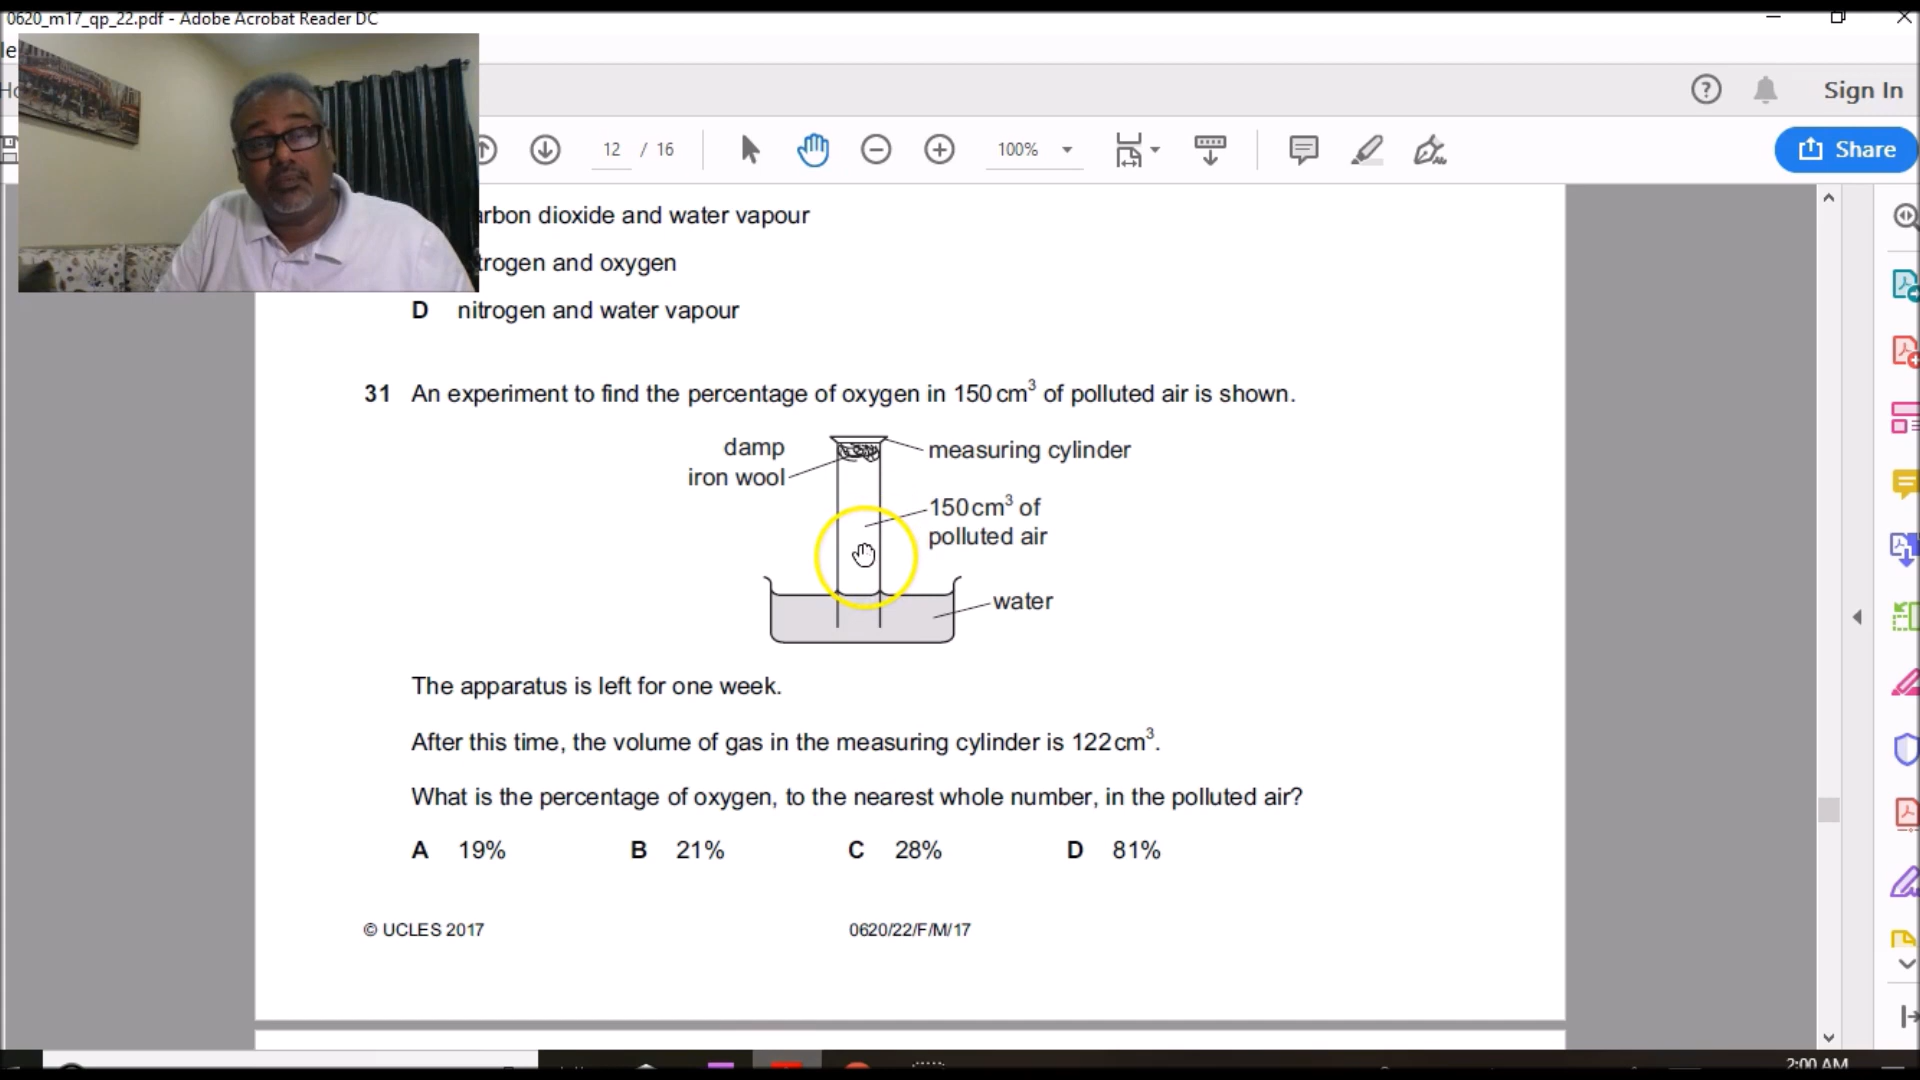 0620_m17_qp_22.pdf - Adobe Acrobat Reader DC
Sign In
12 / 16
100%
Share
arbon dioxide and water vapour
trogen and oxygen
D nitrogen and water vapour
31 An experiment to find the percentage of oxygen in 150 cm³ of polluted air is shown.
damp
iron wool
measuring cylinder
150 cm³ of
polluted air
water
The apparatus is left for one week.
After this time, the volume of gas in the measuring cylinder is 122 cm³.
What is the percentage of oxygen, to the nearest whole number, in the polluted air?
A 19% B 21% C 28% D 81%
© UCLES 2017
0620/22/F/M/17
2:00 AM